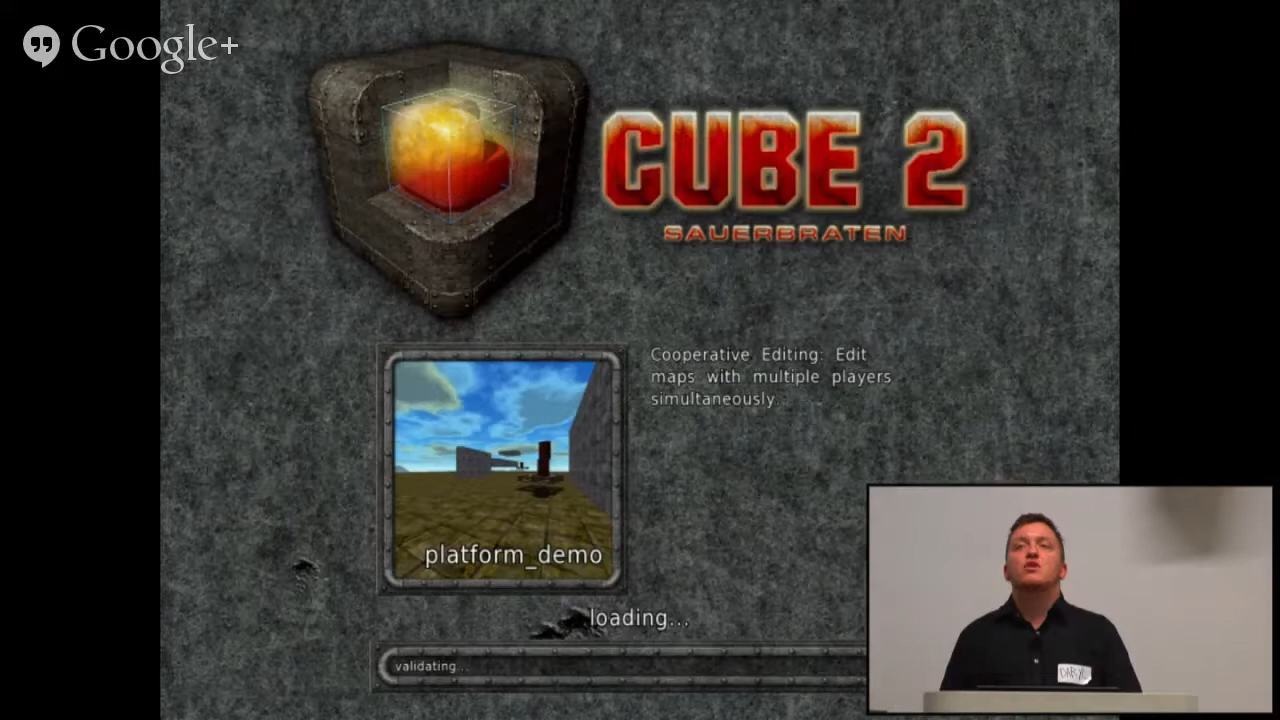 Google+
CUBE 2
SAUERBRATEN
Cooperative Editing: Edit
maps with multiple players
simultaneously.
platform_demo
loading...
validating...